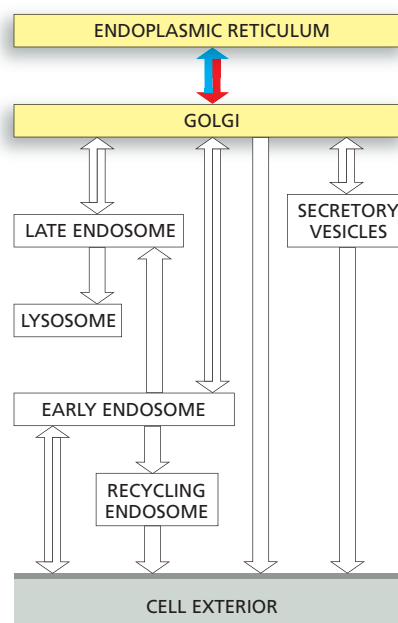 ENDOPLASMIC RETICULUM
GOLGI
LATE ENDOSOME
SECRETORY
VESICLES
LYSOSOME
EARLY ENDOSOME
RECYCLING
ENDOSOME
CELL EXTERIOR